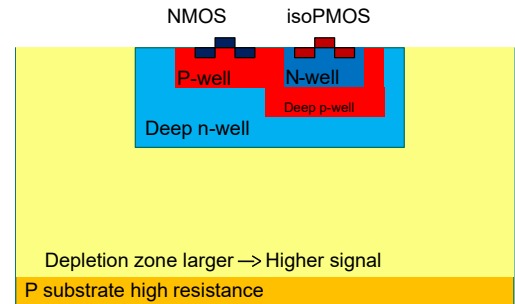 NMOS isoPMOS
P-well N-well
Deep p-well
Deep n-well
Depletion zone larger —> Higher signal
P substrate high resistance